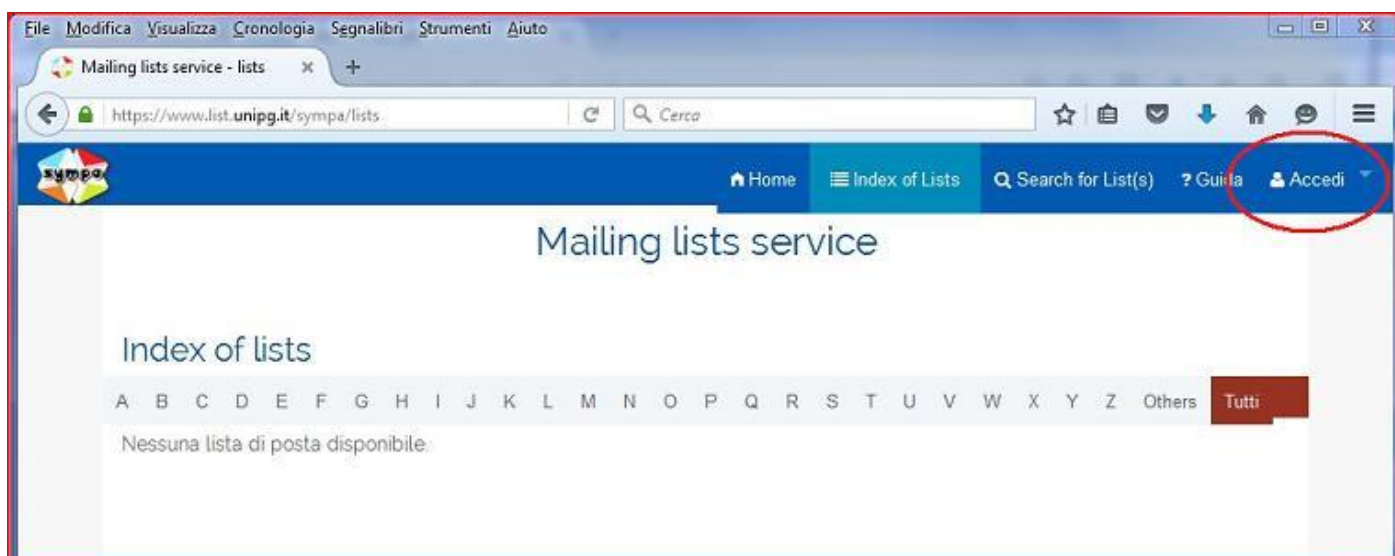 File Modifica Visualizza Cronologia Segnalibri Strumenti Aiuto
Mailing lists service - lists
https://www.list.unipg.it/sympa/lists Cerca
sympa Home Index of Lists Search for List(s) ? Guida Accedi
Mailing lists service
Index of lists
A B C D E F G H I J K L M N O P Q R S T U V W X Y Z Others Tutti
Nessuna lista di posta disponibile.